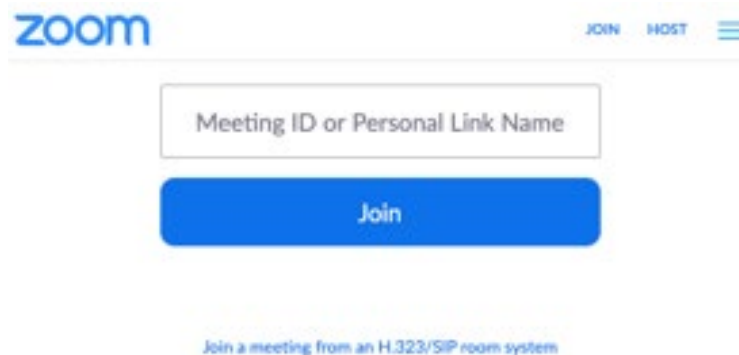 zoom
JOIN HOST
Meeting ID or Personal Link Name
Join
Join a meeting from an H.323/SIP room system